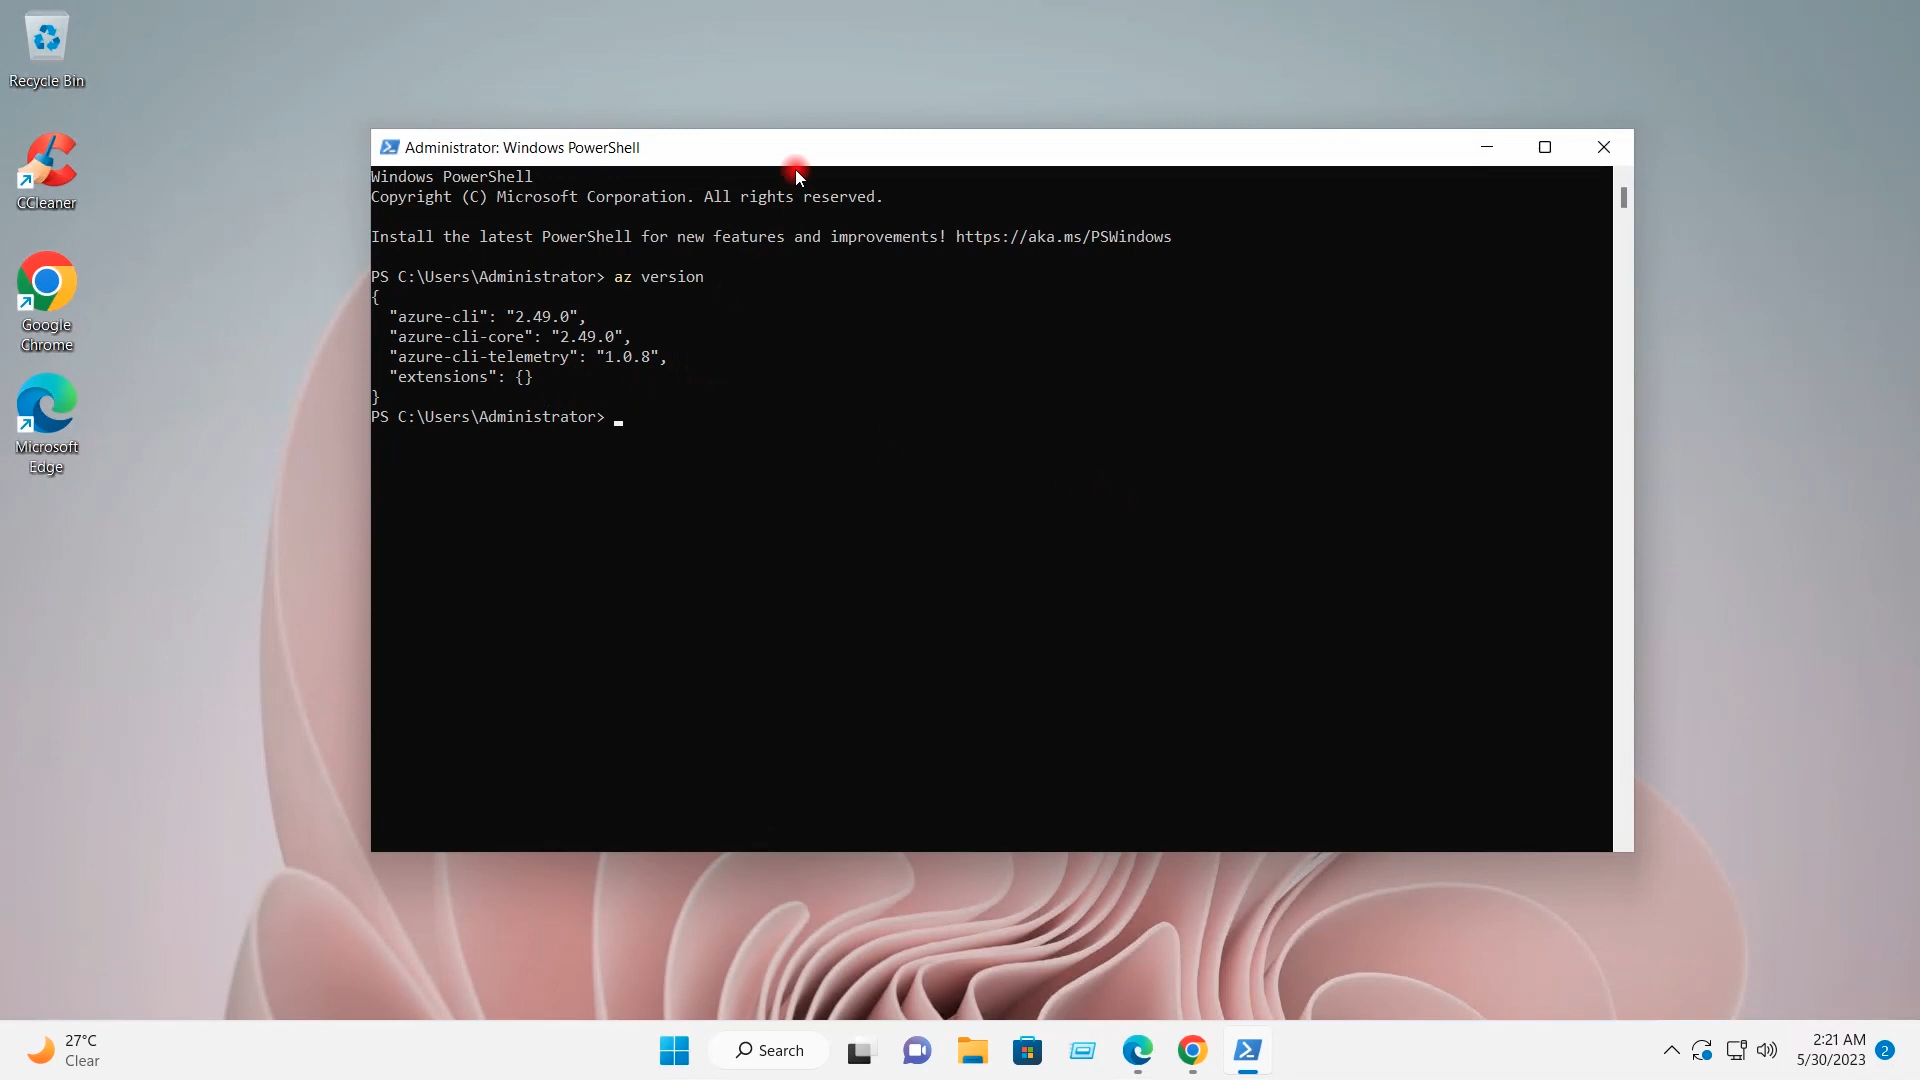 Recycle Bin
CCleaner
Google
Chrome
Microsoft
Edge
Administrator: Windows PowerShell
Windows PowerShell
Copyright (C) Microsoft Corporation. All rights reserved.
Install the latest PowerShell for new features and improvements! https://aka.ms/PSWindows
PS C:\Users\Administrator> az version
{
  "azure-cli": "2.49.0",
  "azure-cli-core": "2.49.0",
  "azure-cli-telemetry": "1.0.8",
  "extensions": {}
}
PS C:\Users\Administrator>
27°C
Clear
Search
2:21 AM
5/30/2023
2